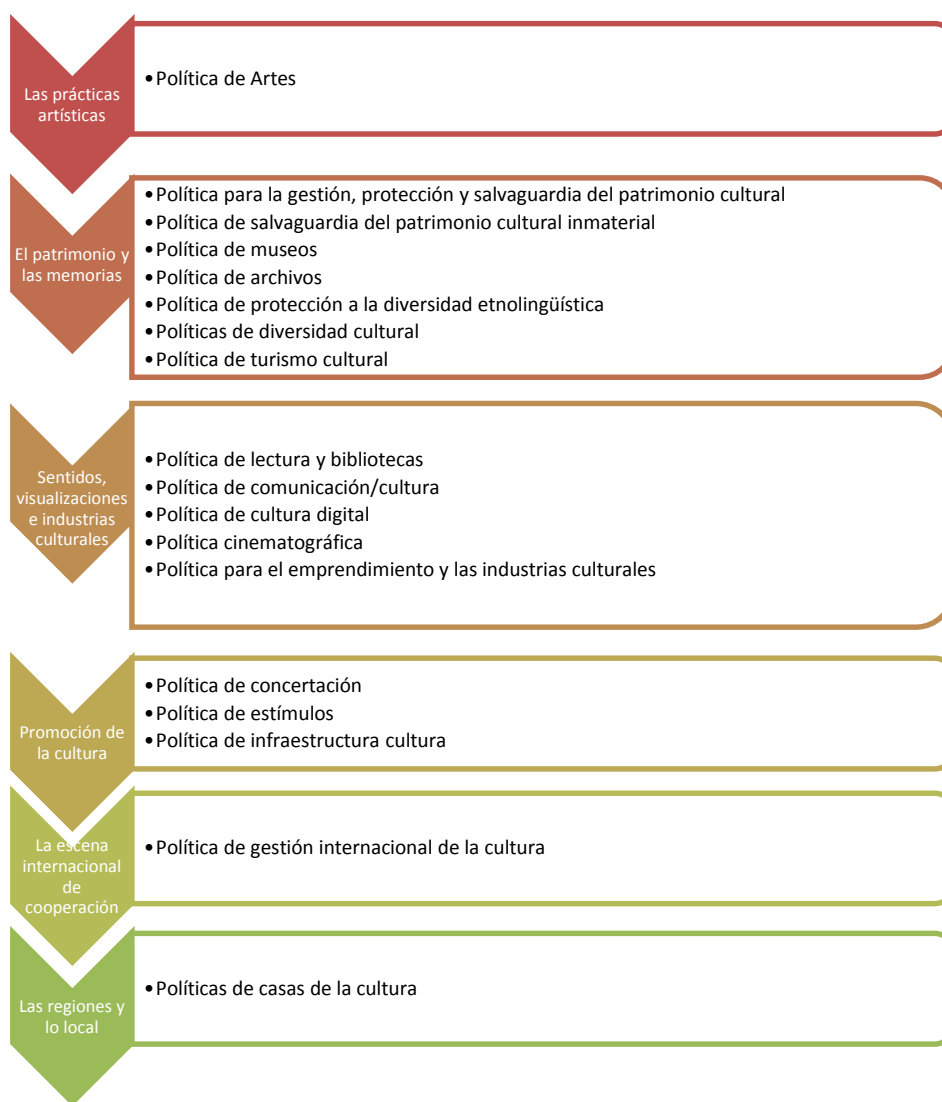 Las prácticas
artísticas
•Política de Artes
El patrimonio y
las memorias
•Política para la gestión, protección y salvaguardia del patrimonio cultural
•Política de salvaguardia del patrimonio cultural inmaterial
•Política de museos
•Política de archivos
•Política de protección a la diversidad etnolingüística
•Políticas de diversidad cultural
•Política de turismo cultural
Sentidos,
visualizaciones
e industrias
culturales
•Política de lectura y bibliotecas
•Política de comunicación/cultura
•Política de cultura digital
•Política cinematográfica
•Política para el emprendimiento y las industrias culturales
Promoción de
la cultura
•Política de concertación
•Política de estímulos
•Política de infraestructura cultura
La escena
internacional
de
cooperación
•Política de gestión internacional de la cultura
Las regiones y
lo local
•Políticas de casas de la cultura